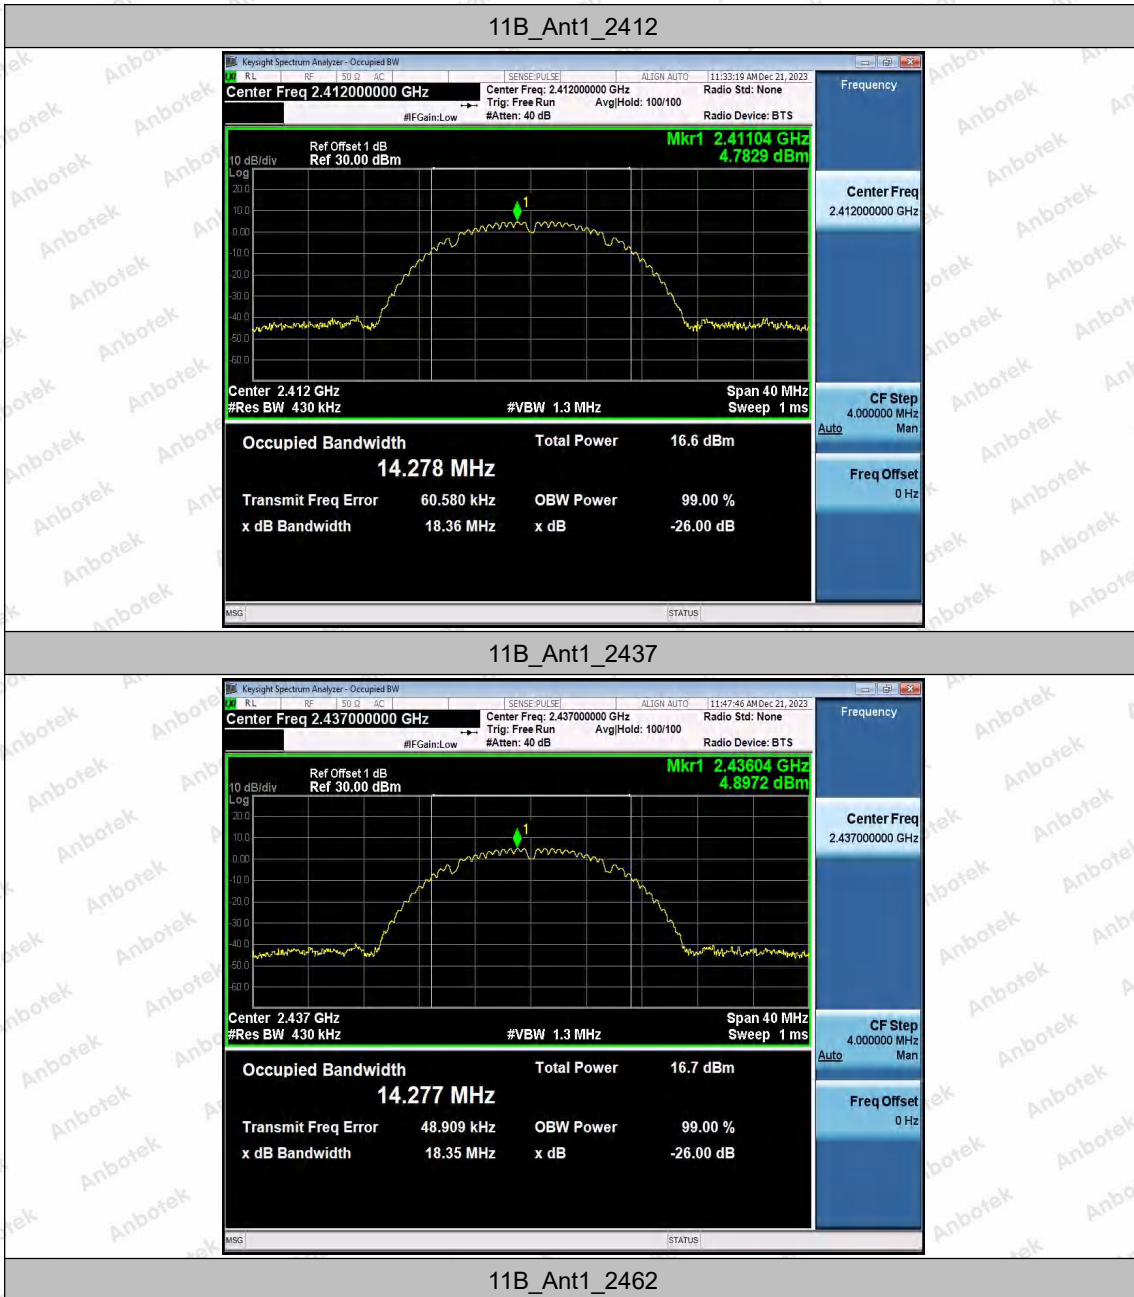 11B_Ant1_2412
Keysight Spectrum Analyzer - Occupied BW
RL RF 50 Ω AC SENSE:PULSE ALIGN AUTO 11:33:19 AM Dec 21, 2023
Center Freq 2.412000000 GHz Center Freq: 2.412000000 GHz Radio Std: None
Trig: Free Run Avg|Hold: 100/100
#IFGain:Low #Atten: 40 dB Radio Device: BTS
Frequency
Mkr1 2.41104 GHz
4.7829 dBm
Ref Offset 1 dB
10 dB/div Ref 30.00 dBm
Log
20.0
10.0
1
0.00
-10.0
-20.0
-30.0
-40.0
-50.0
-60.0
Center 2.412 GHz Span 40 MHz
#Res BW 430 kHz #VBW 1.3 MHz Sweep 1 ms
Center Freq
2.412000000 GHz
CF Step
4.000000 MHz
Auto Man
Freq Offset
0 Hz
Occupied Bandwidth Total Power 16.6 dBm
14.278 MHz
Transmit Freq Error 60.580 kHz OBW Power 99.00 %
x dB Bandwidth 18.36 MHz x dB -26.00 dB
MSG STATUS
11B_Ant1_2437
Keysight Spectrum Analyzer - Occupied BW
RL RF 50 Ω AC SENSE:PULSE ALIGN AUTO 11:47:46 AM Dec 21, 2023
Center Freq 2.437000000 GHz Center Freq: 2.437000000 GHz Radio Std: None
Trig: Free Run Avg|Hold: 100/100
#IFGain:Low #Atten: 40 dB Radio Device: BTS
Frequency
Mkr1 2.43604 GHz
4.8972 dBm
Ref Offset 1 dB
10 dB/div Ref 30.00 dBm
Log
20.0
10.0
1
0.00
-10.0
-20.0
-30.0
-40.0
-50.0
-60.0
Center 2.437 GHz Span 40 MHz
#Res BW 430 kHz #VBW 1.3 MHz Sweep 1 ms
Center Freq
2.437000000 GHz
CF Step
4.000000 MHz
Auto Man
Freq Offset
0 Hz
Occupied Bandwidth Total Power 16.7 dBm
14.277 MHz
Transmit Freq Error 48.909 kHz OBW Power 99.00 %
x dB Bandwidth 18.35 MHz x dB -26.00 dB
MSG STATUS
11B_Ant1_2462